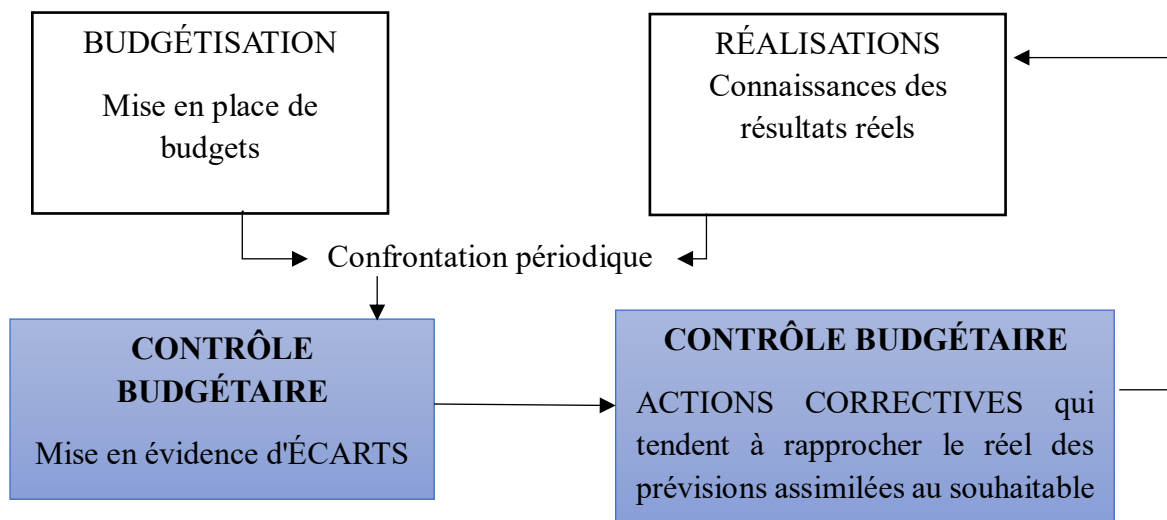 BUDGÉTISATION
Mise en place de
budgets
RÉALISATIONS
Connaissances des
résultats réels
Confrontation périodique
CONTRÔLE
BUDGÉTAIRE
Mise en évidence d'ÉCARTS
CONTRÔLE BUDGÉTAIRE
ACTIONS CORRECTIVES qui
tendent à rapprocher le réel des
prévisions assimilées au souhaitable